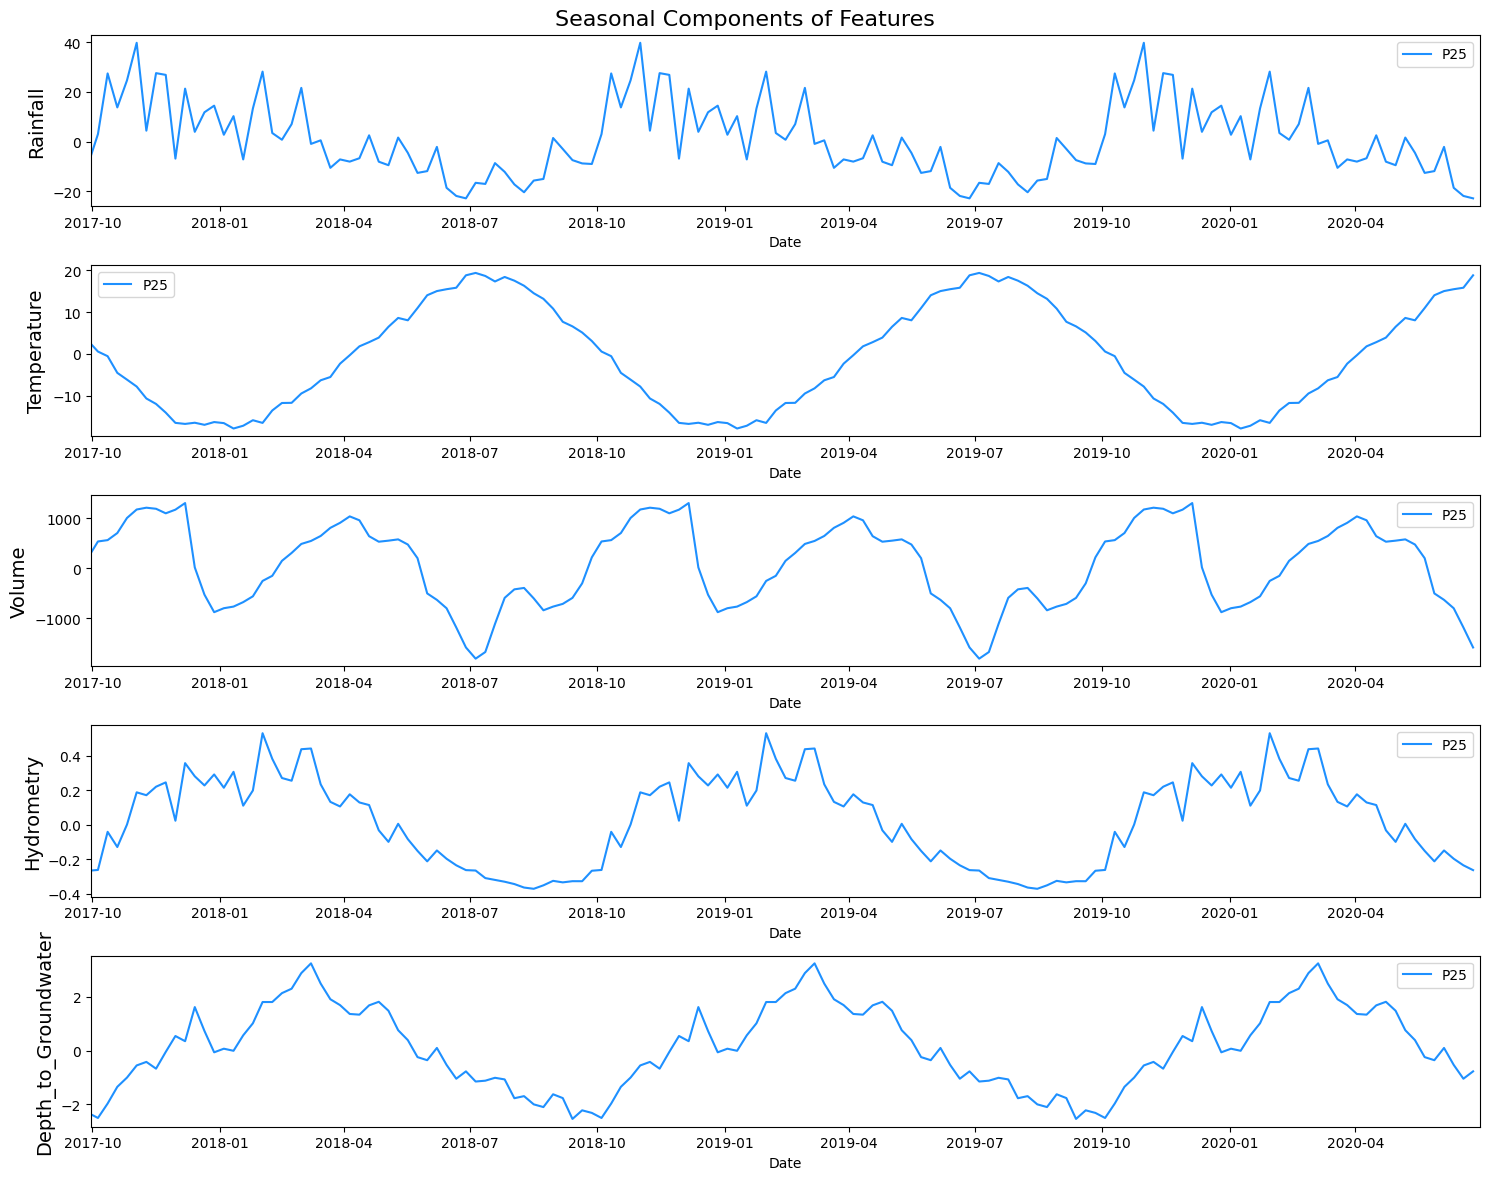 Seasonal Components of Features
Rainfall
40
20
0
−20
P25
2017-10 2018-01 2018-04 2018-07 2018-10 2019-01 2019-04 2019-07 2019-10 2020-01 2020-04
Date
Temperature
20
10
0
−10
P25
2017-10 2018-01 2018-04 2018-07 2018-10 2019-01 2019-04 2019-07 2019-10 2020-01 2020-04
Date
Volume
1000
0
−1000
P25
2017-10 2018-01 2018-04 2018-07 2018-10 2019-01 2019-04 2019-07 2019-10 2020-01 2020-04
Date
Hydrometry
0.4
0.2
0.0
−0.2
−0.4
P25
2017-10 2018-01 2018-04 2018-07 2018-10 2019-01 2019-04 2019-07 2019-10 2020-01 2020-04
Date
Depth_to_Groundwater
2
0
−2
P25
2017-10 2018-01 2018-04 2018-07 2018-10 2019-01 2019-04 2019-07 2019-10 2020-01 2020-04
Date